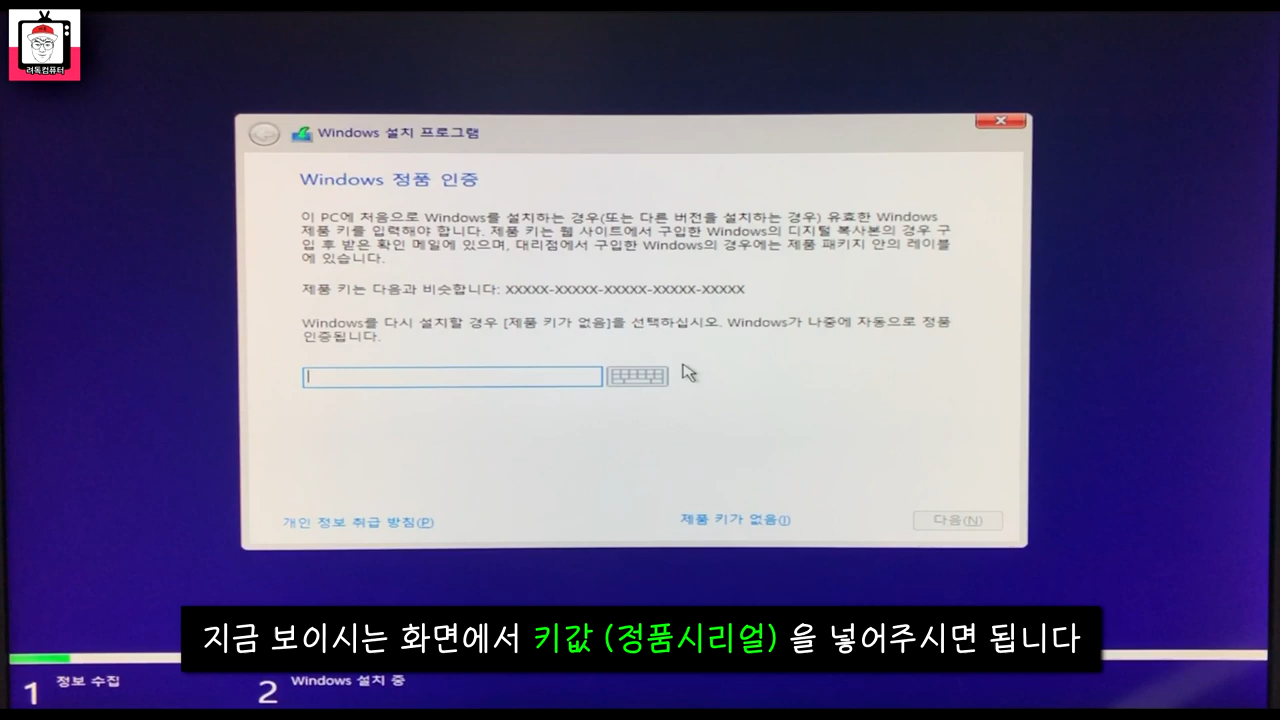 려독컴퓨터
Windows 설치 프로그램
Windows 정품 인증
이 PC에 처음으로 Windows를 설치하는 경우(또는 다른 버전을 설치하는 경우) 유효한 Windows
제품 키를 입력해야 합니다. 제품 키는 웹 사이트에서 구입한 Windows의 디지털 복사본의 경우 구
입 후 받은 확인 메일에 있으며, 대리점에서 구입한 Windows의 경우에는 제품 패키지 안의 레이블
에 있습니다.
제품 키는 다음과 비슷합니다: XXXXX-XXXXX-XXXXX-XXXXX-XXXXX
Windows를 다시 설치할 경우 [제품 키가 없음]을 선택하십시오. Windows가 나중에 자동으로 정품
인증됩니다.
개인 정보 취급 방침(P)
제품 키가 없음(I)
다음(N)
지금 보이시는 화면에서 키값 (정품시리얼) 을 넣어주시면 됩니다
1 정보 수집
2 Windows 설치 중